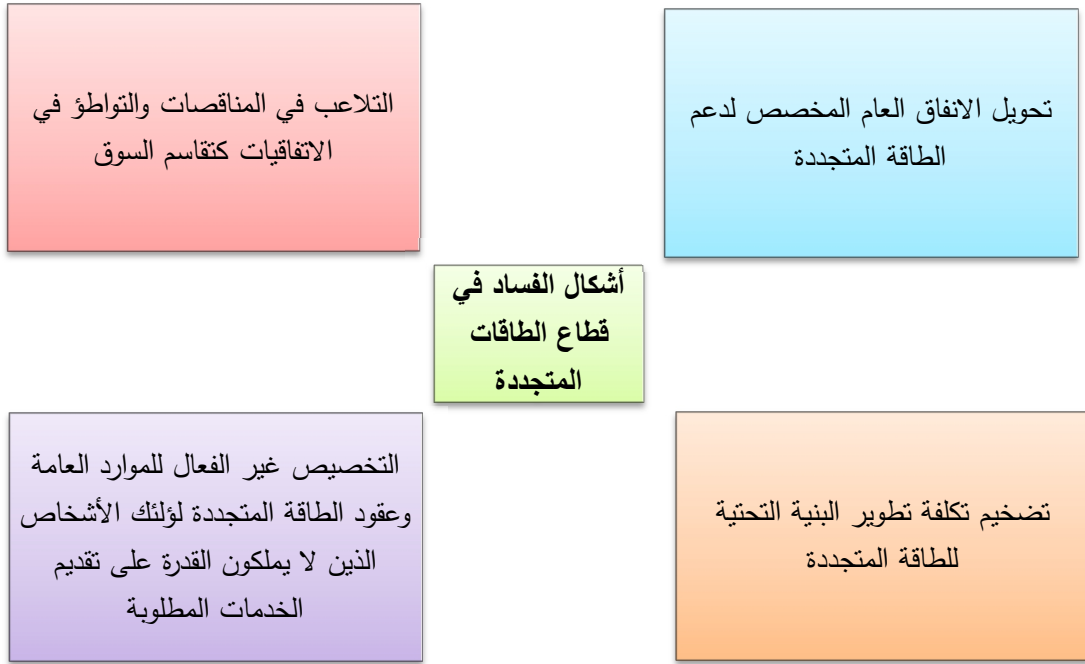 تحويل الانفاق العام المخصص لدعم
الطاقة المتجددة
التلاعب في المناقصات والتواطؤ في
الاتفاقيات كتقاسم السوق
أشكال الفساد في
قطاع الطاقات
المتجددة
تضخيم تكلفة تطوير البنية التحتية
للطاقة المتجددة
التخصيص غير الفعال للموارد العامة
وعقود الطاقة المتجددة لؤلئك الأشخاص
الذين لا يملكون القدرة على تقديم
الخدمات المطلوبة